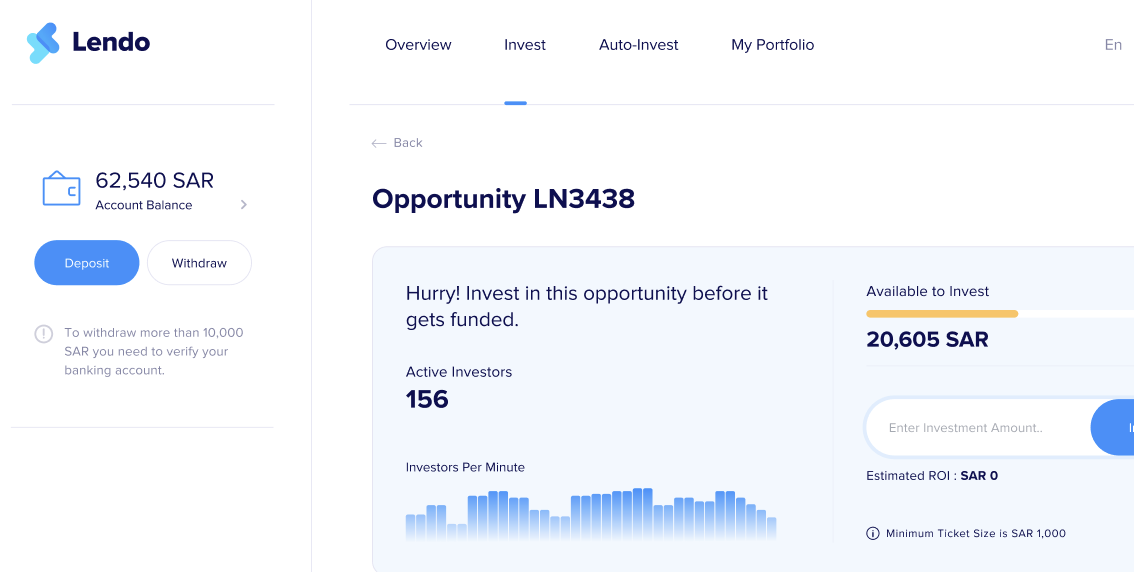 Lendo
Overview
Invest
Auto-Invest
My Portfolio
En
62,540 SAR
Account Balance
Deposit
Withdraw
To withdraw more than 10,000
SAR you need to verify your
banking account.
Back
Opportunity LN3438
Hurry! Invest in this opportunity before it
gets funded.
Active Investors
156
Investors Per Minute
Available to Invest
20,605 SAR
Enter Investment Amount..
Estimated ROI : SAR 0
Minimum Ticket Size is SAR 1,000